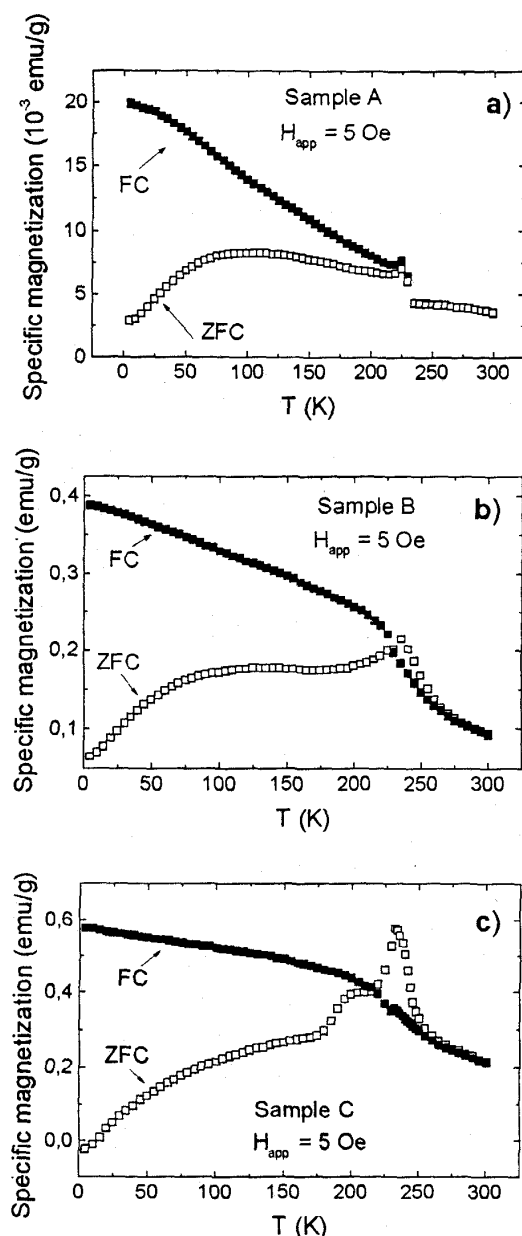 Specific magnetization (10⁻³ emu/g)
Sample A
a)
H_app = 5 Oe
20
15
10
5
0
FC
ZFC
0 50 100 150 200 250 300
T (K)
Specific magnetization (emu/g)
Sample B
b)
H_app = 5 Oe
0,4
0,3
0,2
0,1
FC
ZFC
0 50 100 150 200 250 300
T (K)
Specific magnetization (emu/g)
c)
0,6
0,4
0,2
0,0
FC
ZFC
Sample C
H_app = 5 Oe
0 50 100 150 200 250 300
T (K)